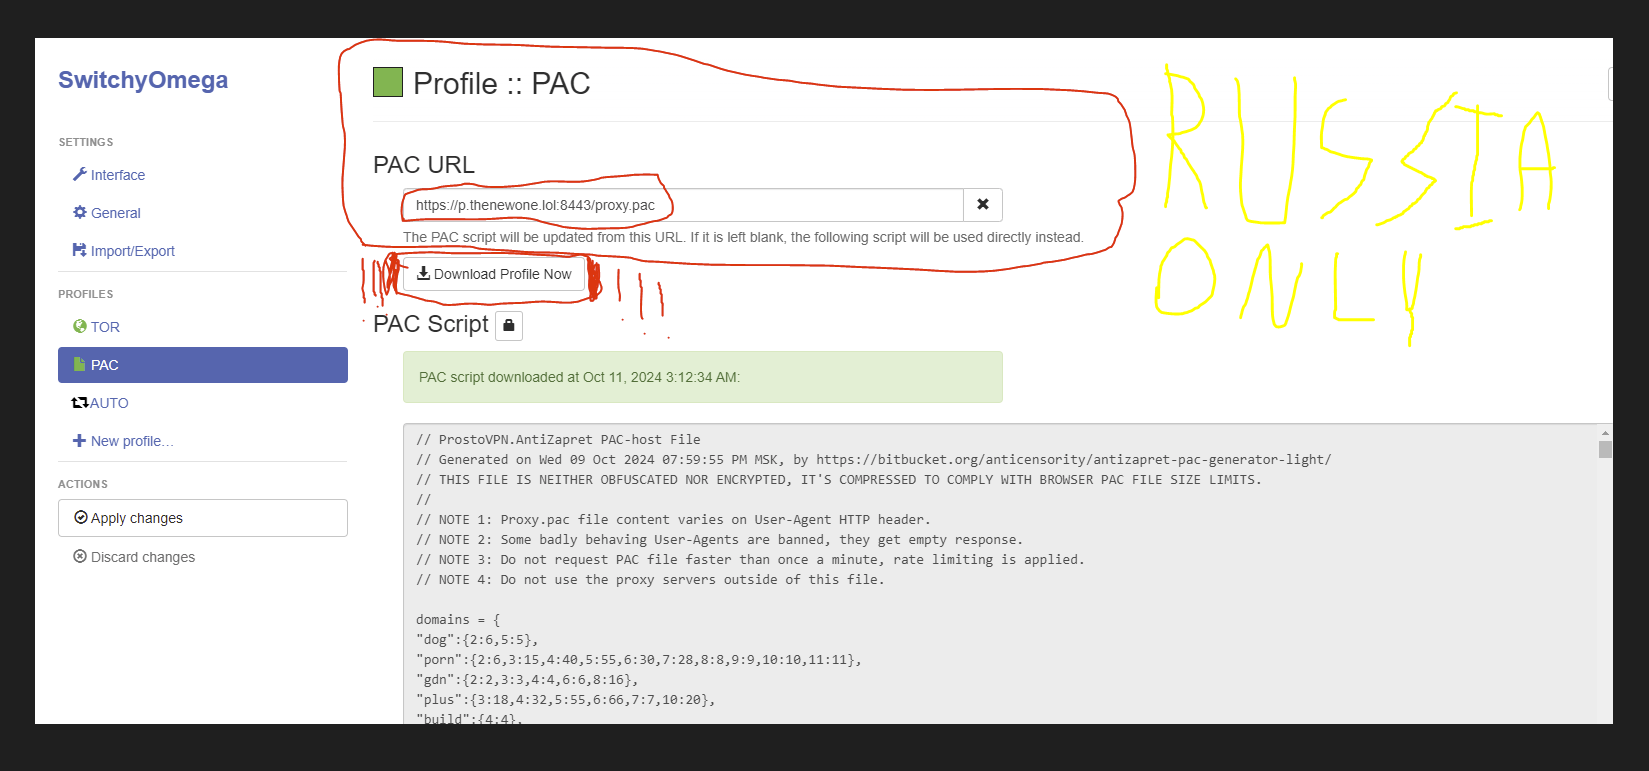 SwitchyOmega
SETTINGS
Interface
General
Import/Export
PROFILES
TOR
PAC
AUTO
New profile…
ACTIONS
Apply changes
Discard changes
Profile :: PAC
PAC URL
https://p.thenewone.lol:8443/proxy.pac
The PAC script will be updated from this URL. If it is left blank, the following script will be used directly instead.
!!! Download Profile Now !!!
PAC Script
PAC script downloaded at Oct 11, 2024 3:12:34 AM:
// ProstoVPN.AntiZapret PAC-host File
// Generated on Wed 09 Oct 2024 07:59:55 PM MSK, by https://bitbucket.org/anticensority/antizapret-pac-generator-light/
// THIS FILE IS NEITHER OBFUSCATED NOR ENCRYPTED, IT'S COMPRESSED TO COMPLY WITH BROWSER PAC FILE SIZE LIMITS.
//
// NOTE 1: Proxy.pac file content varies on User-Agent HTTP header.
// NOTE 2: Some badly behaving User-Agents are banned, they get empty response.
// NOTE 3: Do not request PAC file faster than once a minute, rate limiting is applied.
// NOTE 4: Do not use the proxy servers outside of this file.
domains = {
"dog":{2:6,5:5},
"porn":{2:6,3:15,4:40,5:55,6:30,7:28,8:8,9:9,10:10,11:11},
"gdn":{2:2,3:3,4:4,6:6,8:16},
"plus":{3:18,4:32,5:55,6:66,7:7,10:20},
"build":{4:4},
RUSSIA
ONLY